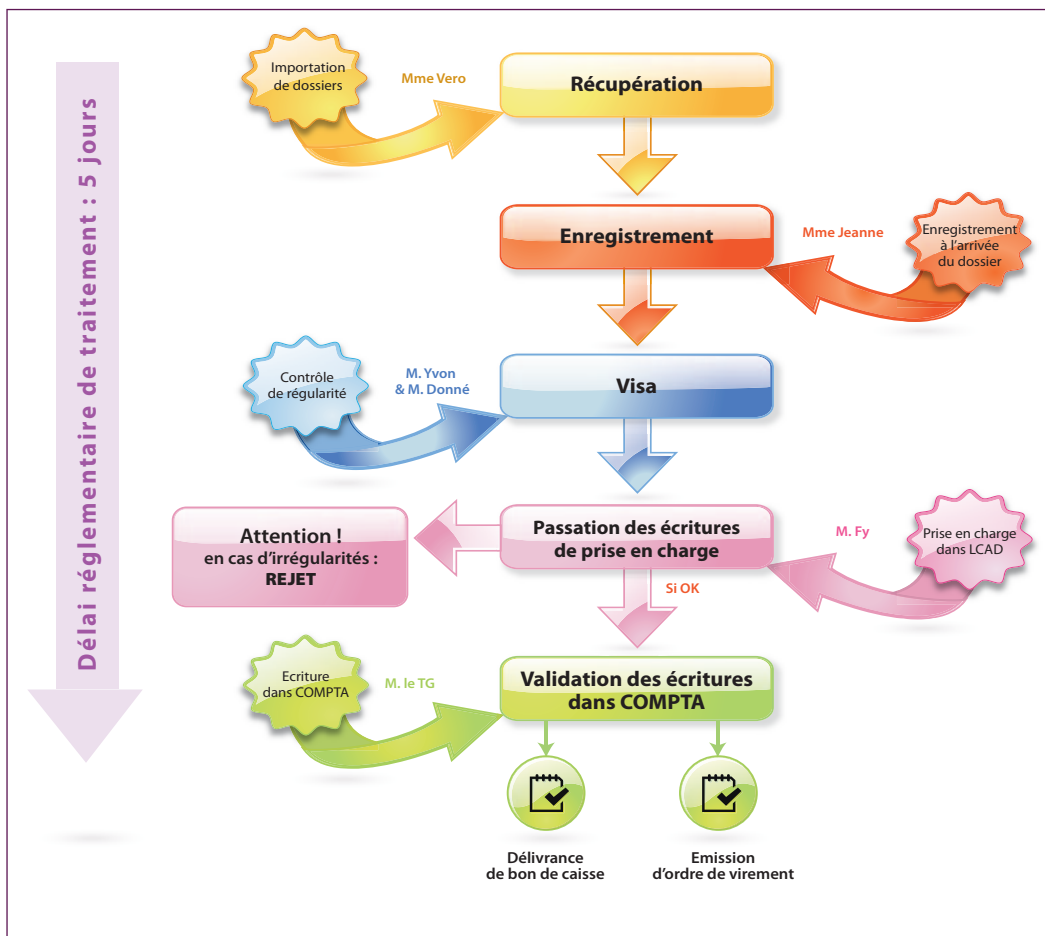 Délai réglementaire de traitement : 5 jours
Importation
de dossiers
Mme Vero
Récupération
Enregistrement
Mme Jeanne
Enregistrement
à l'arrivée
du dossier
Contrôle
de régularité
M. Yvon
& M. Donné
Visa
Attention !
en cas d'irrégularités :
REJET
Passation des écritures
de prise en charge
M. Fy
Prise en charge
dans LCAD
Si OK
Ecriture
dans COMPTA
M. le TG
Validation des écritures
dans COMPTA
Délivrance
de bon de caisse
Emission
d'ordre de virement